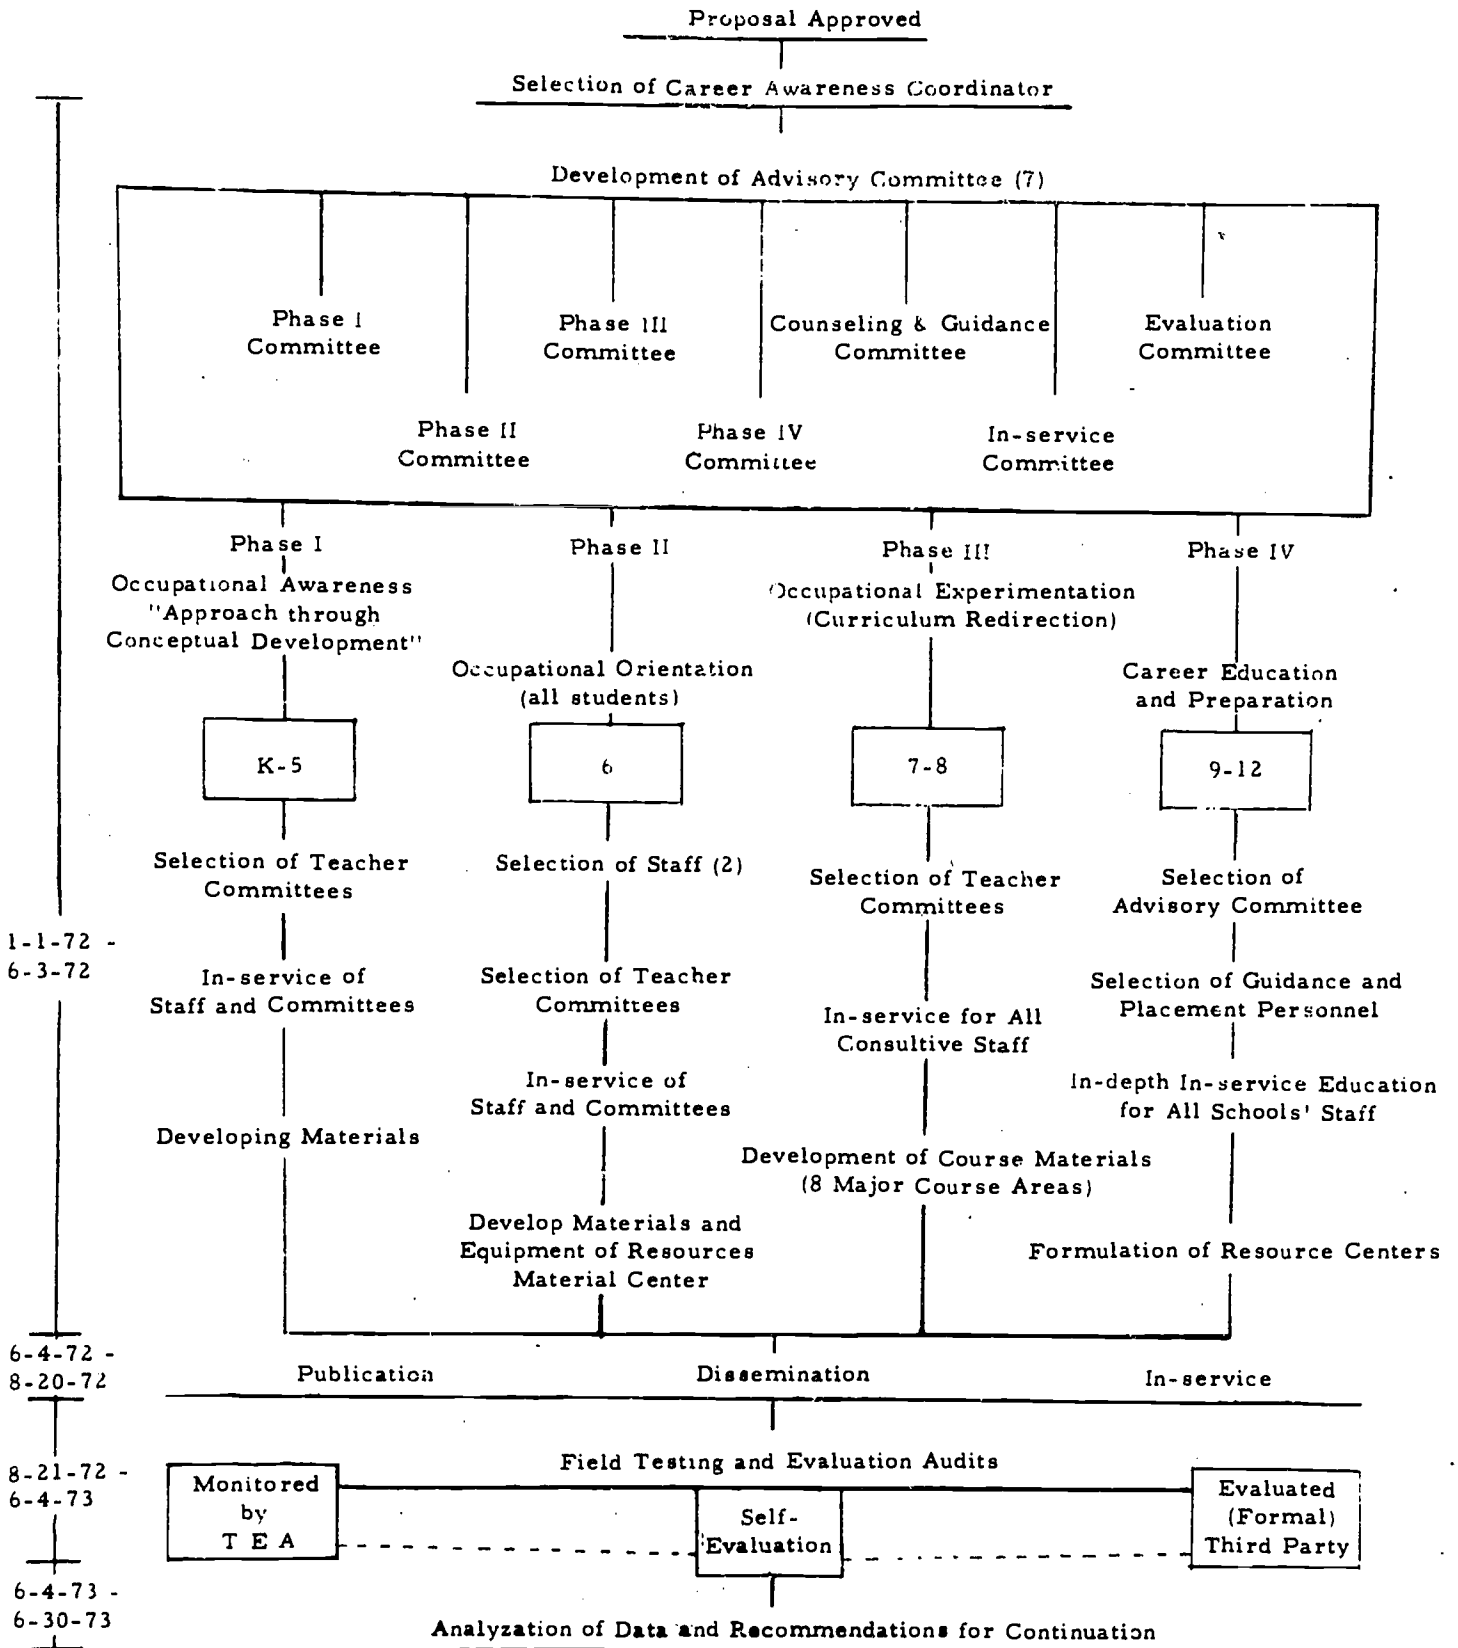 Proposal Approved
Selection of Career Awareness Coordinator
Development of Advisory Committee (7)
Phase I
Committee
Phase III
Committee
Counseling & Guidance
Committee
Evaluation
Committee
Phase II
Committee
Phase IV
Committee
In-service
Committee
Phase I
Occupational Awareness
"Approach through
Conceptual Development"
K-5
Selection of Teacher
Committees
In-service of
Staff and Committees
Developing Materials
Phase II
Occupational Orientation
(all students)
6
Selection of Staff (2)
Selection of Teacher
Committees
In-service of
Staff and Committees
Develop Materials and
Equipment of Resources
Material Center
Phase III
Occupational Experimentation
(Curriculum Redirection)
7-8
Selection of Teacher
Committees
In-service for All
Consultive Staff
Development of Course Materials
(8 Major Course Areas)
Phase IV
Career Education
and Preparation
9-12
Selection of
Advisory Committee
Selection of Guidance and
Placement Personnel
In-depth In-service Education
for All Schools' Staff
Formulation of Resource Centers
1-1-72 -
6-3-72
6-4-72 -
8-20-72
Publication
Dissemination
In-service
8-21-72 -
6-4-73
Field Testing and Evaluation Audits
Monitored
by
T E A
Self-
Evaluation
Evaluated
(Formal)
Third Party
6-4-73 -
6-30-73
Analyzation of Data and Recommendations for Continuation